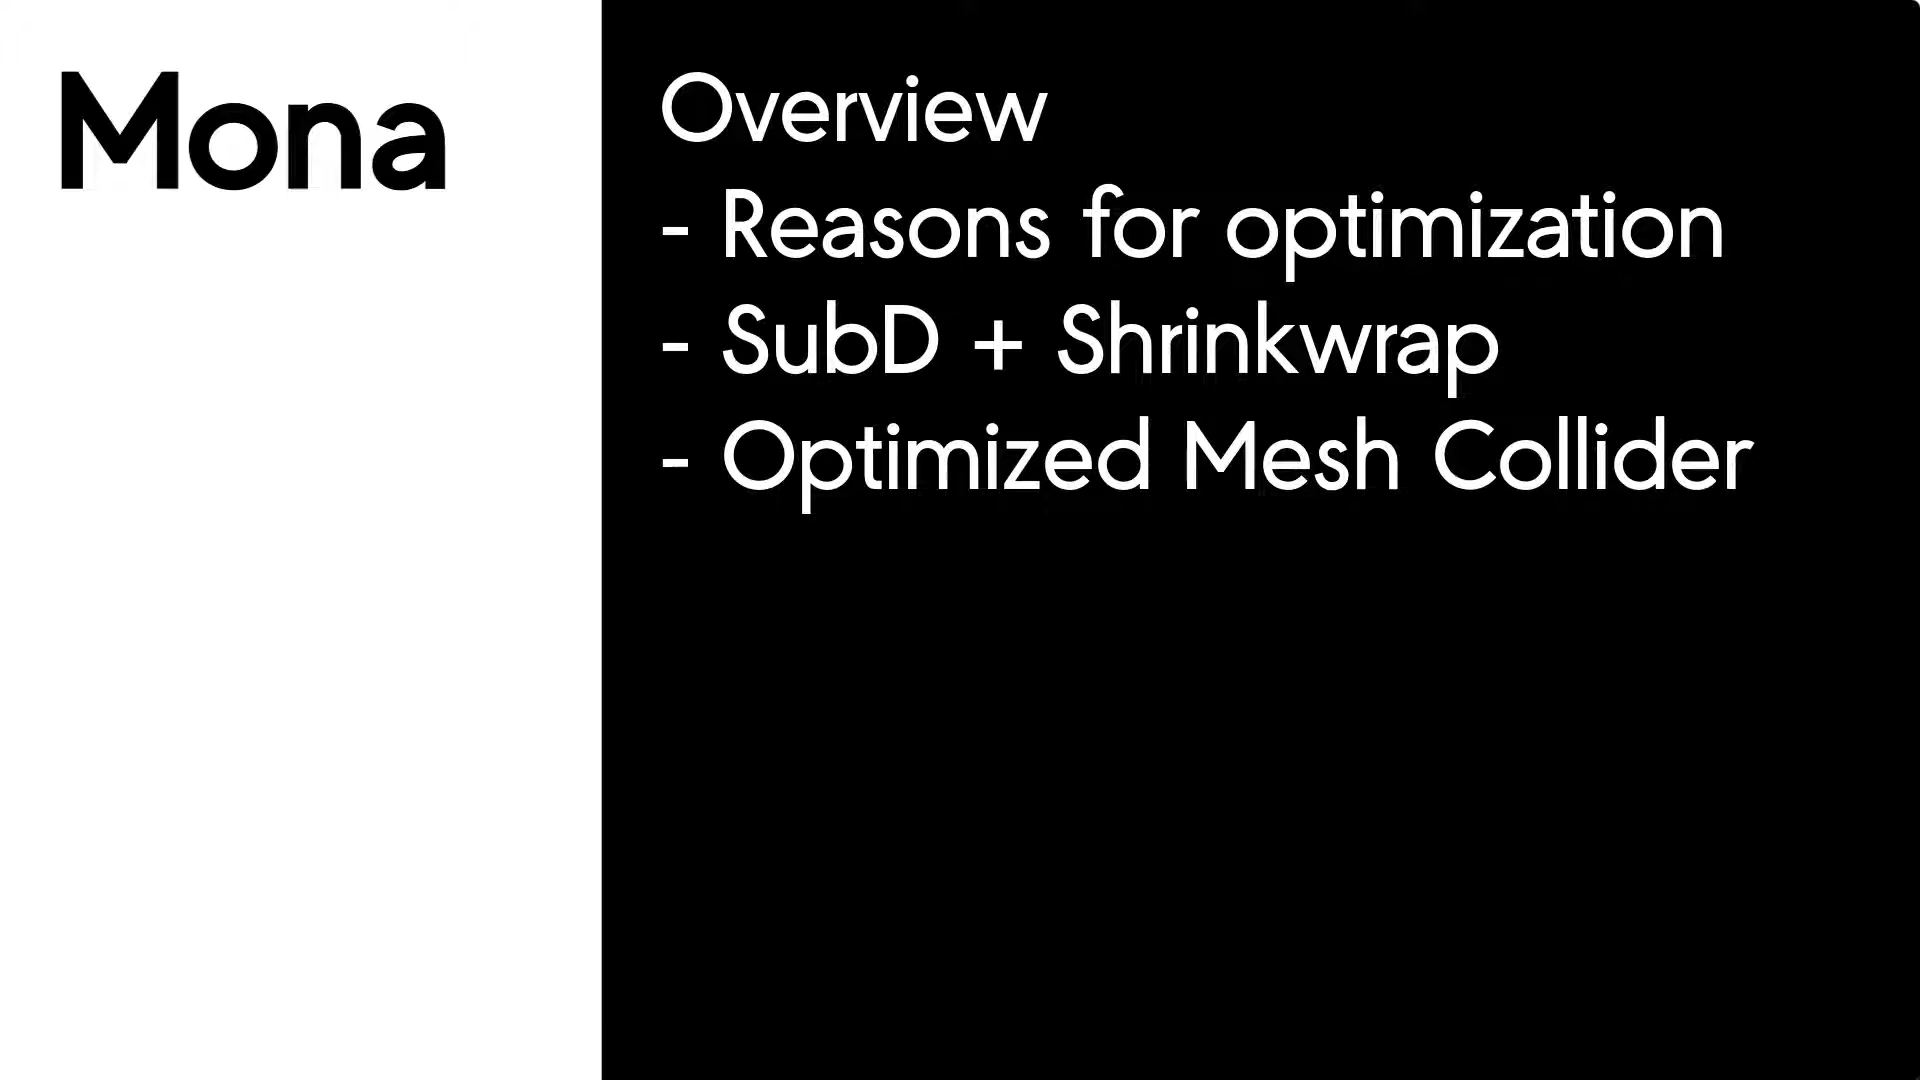 Mona
Overview
- Reasons for optimization
- SubD + Shrinkwrap
- Optimized Mesh Collider